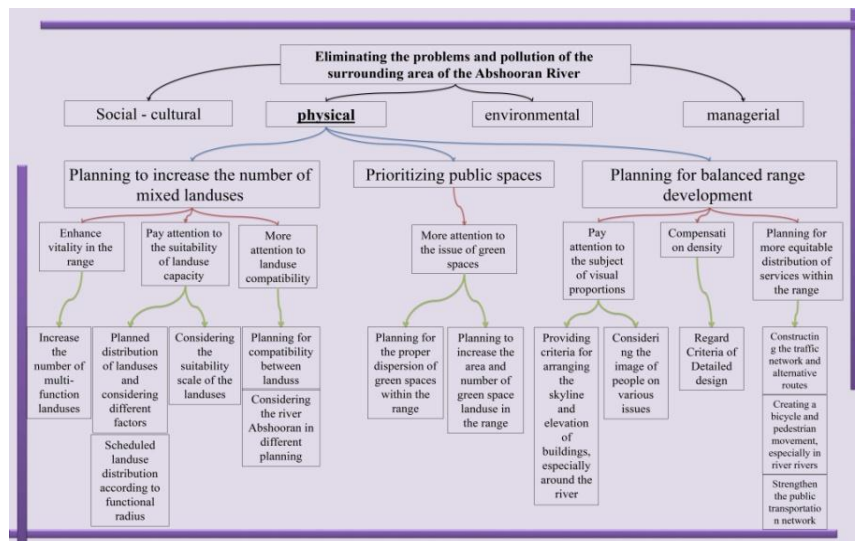 Eliminating the problems and pollution of the
surrounding area of the Abshooran River
Social - cultural
physical
environmental
managerial
Planning to increase the number of
mixed landuses
Prioritizing public spaces
Planning for balanced range
development
Enhance
vitality in the
range
Pay attention to
the suitability
of landuse
capacity
More
attention to
landuse
compatibility
More attention to
the issue of green
spaces
Pay
attention to
the subject
of visual
proportions
Compensati
on density
Planning for
more equitable
distribution of
services within
the range
Increase
the
number of
multi-
function
landuses
Planned
distribution
of landuses
and
considering
different
factors
Scheduled
landuse
distribution
according to
functional
radius
Considering
the
suitability
scale of the
landuses
Planning for
compatibility
between
landuss
Considering
the river
Abshooran in
different
planning
Planning for
the proper
dispersion of
green spaces
within the
range
Planning to
increase the
area and
number of
green space
landuse in
the range
Providing
criteria for
arranging
the
skyline
and
elevation
of
buildings,
especially
around the
river
Consideri
ng the
image of
people on
various
issues
Regard
Criteria of
Detailed
design
Constructin
g the traffic
network and
alternative
routes
Creating a
bicycle and
pedestrian
movement,
especially in
river rivers
Strengthen
the public
transportatio
n network